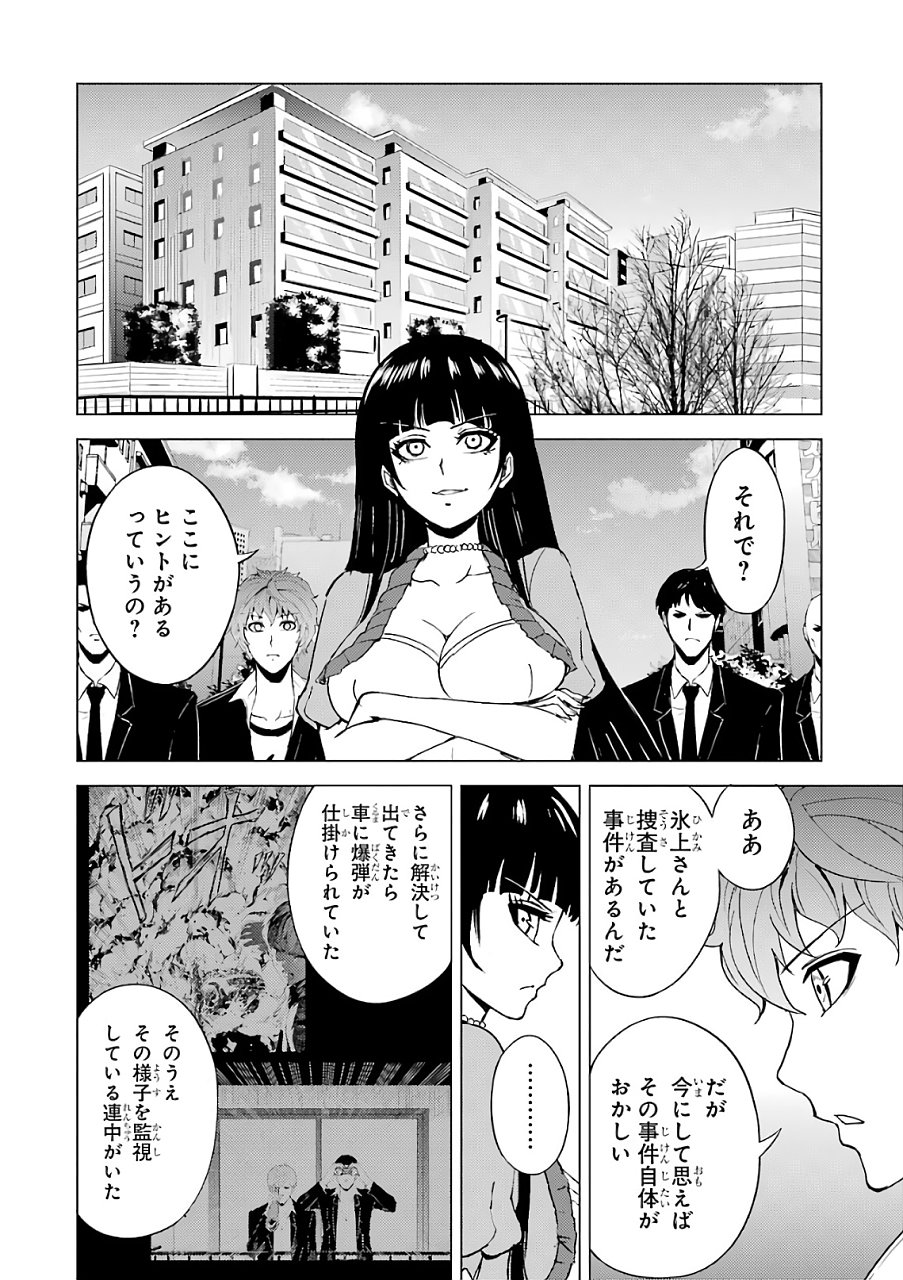 それで?
ここに
ヒントがある
っていうの?
ああ
氷上さんと
捜査していた
事件があるんだ
だが
今にして思えば
その事件自体が
おかしい
………
さらに解決して
出てきたら
車に爆弾が
仕掛けられていた
そのうえ
その様子を監視
している連中がいた